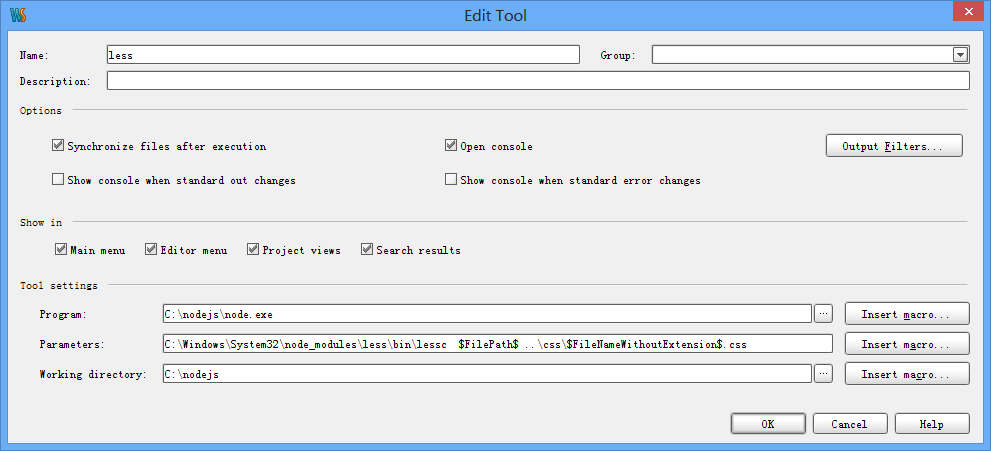 WS
Edit Tool
Name: less Group:
Description:
Options
Synchronize files after execution Open console Output Filters...
Show console when standard out changes Show console when standard error changes
Show in
Main menu Editor menu Project views Search results
Tool settings
Program: C:\nodejs\node.exe ... Insert macro...
Parameters: C:\Windows\System32\node_modules\less\bin\lessc $FilePath$ ..\css\$FileNameWithoutExtension$.css Insert macro...
Working directory: C:\nodejs ... Insert macro...
OK Cancel Help